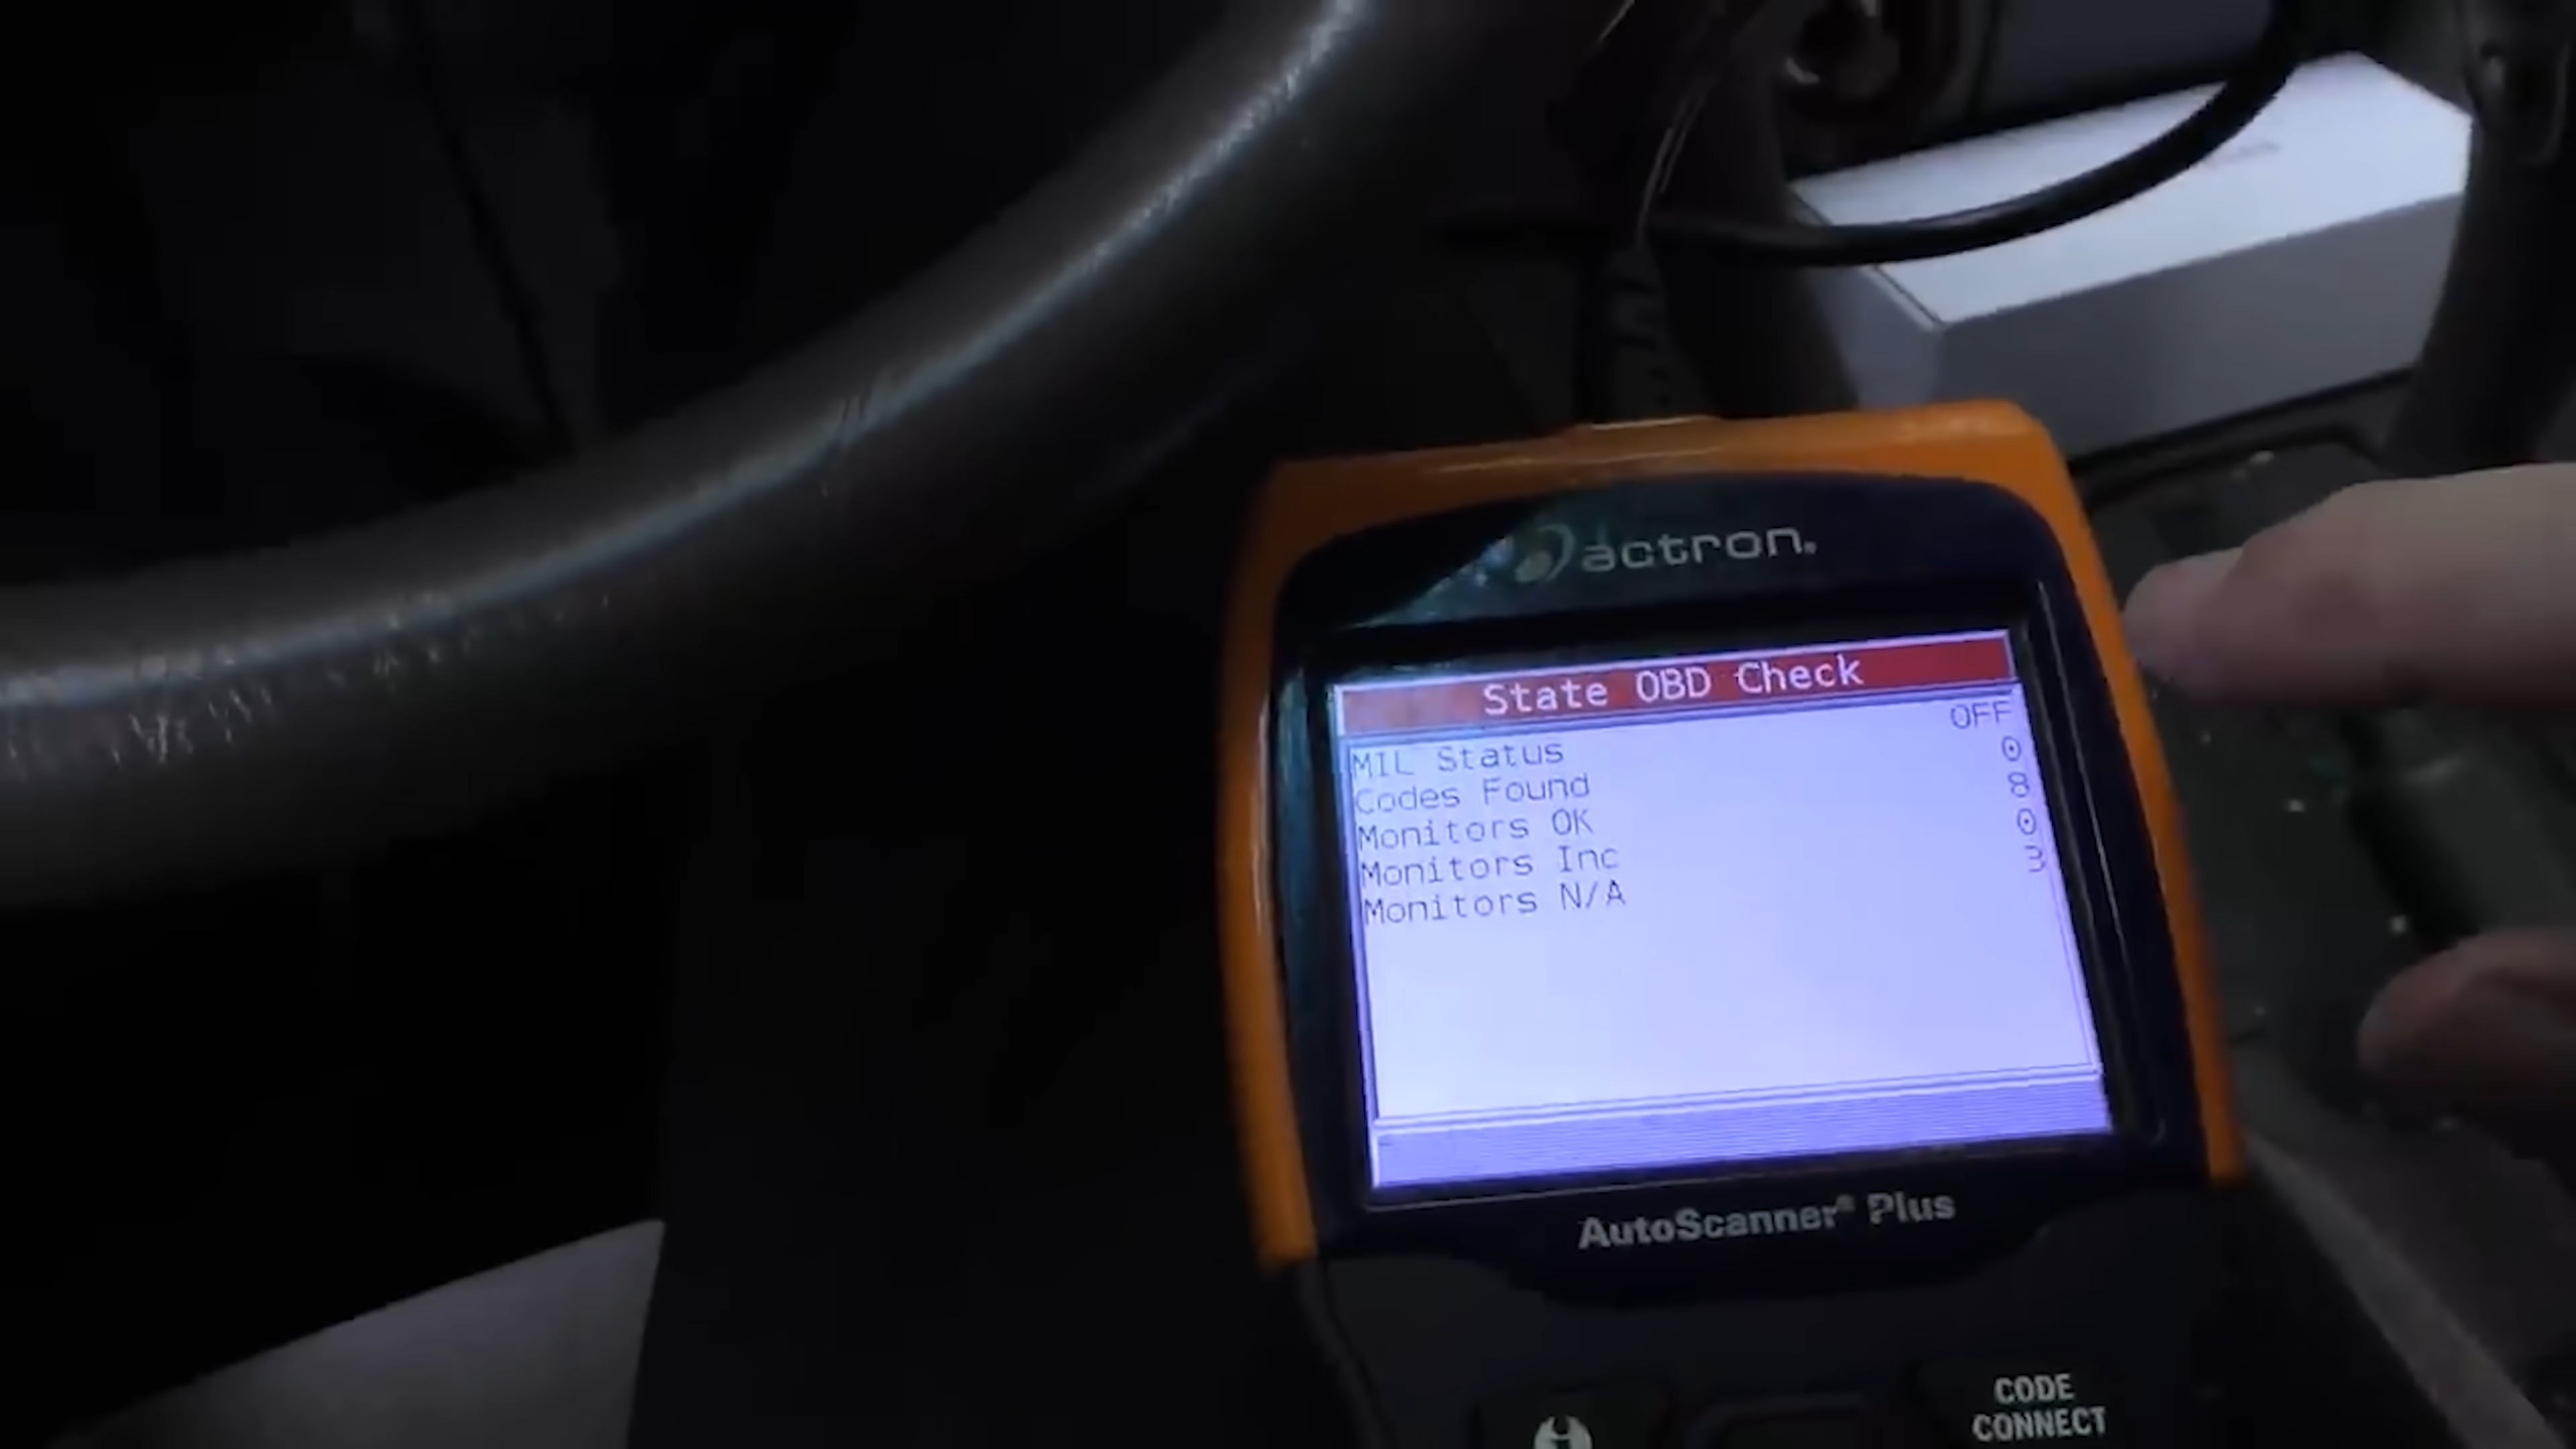 actron
State OBD Check
MIL Status OFF
Codes Found 0
Monitors OK 8
Monitors Inc 0
Monitors N/A 3
AutoScanner® Plus
CODE
CONNECT